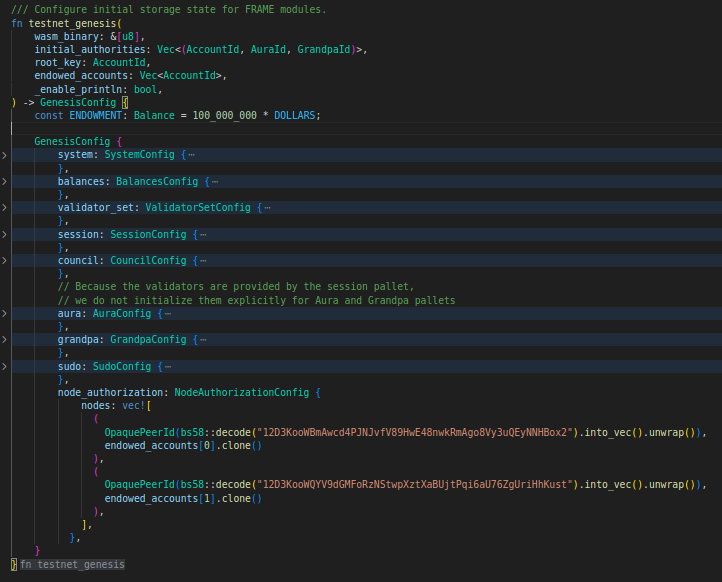 /// Configure initial storage state for FRAME modules.
fn testnet_genesis(
    wasm_binary: &[u8],
    initial_authorities: Vec<(AccountId, AuraId, GrandpaId)>,
    root_key: AccountId,
    endowed_accounts: Vec<AccountId>,
    _enable_println: bool,
) -> GenesisConfig {
    const ENDOWMENT: Balance = 100_000_000 * DOLLARS;
    GenesisConfig {
        system: SystemConfig {⋯
        },
        balances: BalancesConfig {⋯
        },
        validator_set: ValidatorSetConfig {⋯
        },
        session: SessionConfig {⋯
        },
        council: CouncilConfig {⋯
        },
        // Because the validators are provided by the session pallet,
        // we do not initialize them explicitly for Aura and Grandpa pallets
        aura: AuraConfig {⋯
        },
        grandpa: GrandpaConfig {⋯
        },
        sudo: SudoConfig {⋯
        },
        node_authorization: NodeAuthorizationConfig {
            nodes: vec![
              (
                OpaquePeerId(bs58::decode("12D3KooWBmAwcd4PJNJvfV89HwE48nwkRmAgo8Vy3uQEyNNHBox2").into_vec().unwrap()),
                endowed_accounts[0].clone()
              ),
              (
                OpaquePeerId(bs58::decode("12D3KooWQYV9dGMFoRzNStwpXztXaBUjtPqi6aU76ZgUriHhKust").into_vec().unwrap()),
                endowed_accounts[1].clone()
              ),
            ],
          },
    }
} fn testnet_genesis